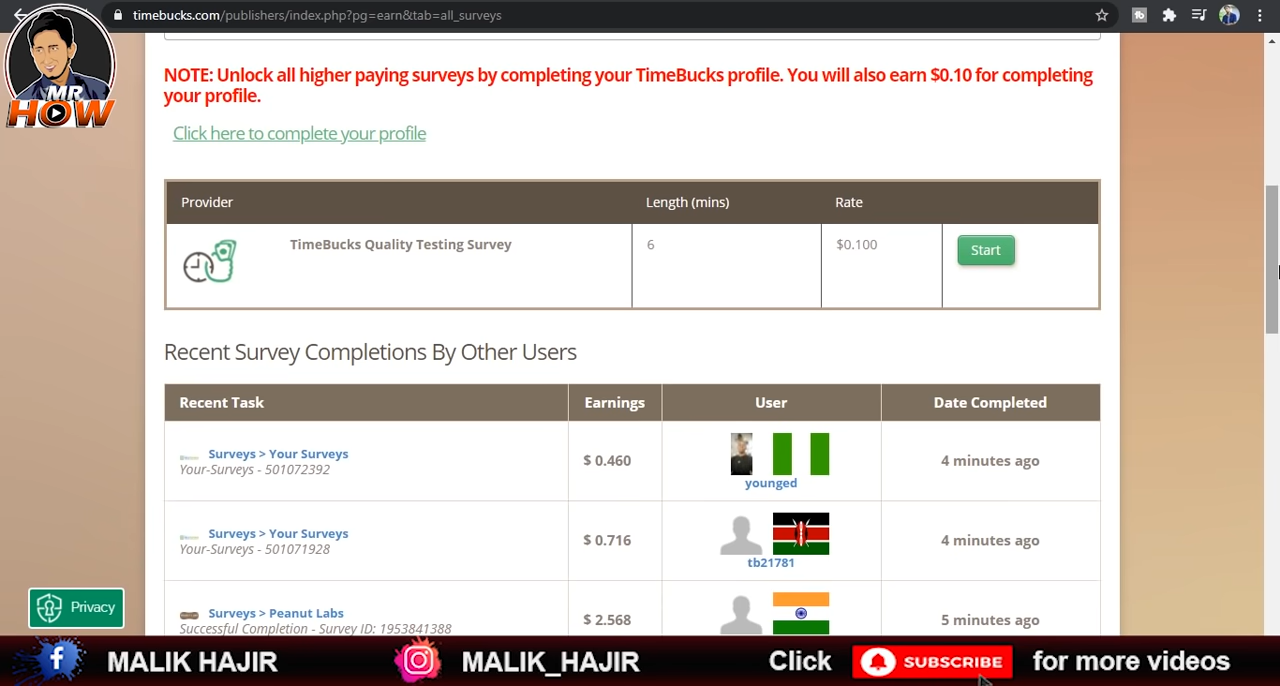 timebucks.com/publishers/index.php?pg=earn&tab=all_surveys
MR
HOW
NOTE: Unlock all higher paying surveys by completing your TimeBucks profile. You will also earn $0.10 for completing
your profile.
Click here to complete your profile
Provider Length (mins) Rate
TimeBucks Quality Testing Survey 6 $0.100 Start
Recent Survey Completions By Other Users
Recent Task Earnings User Date Completed
Surveys > Your Surveys
Your-Surveys - 501072392
$ 0.460
younged
4 minutes ago
Surveys > Your Surveys
Your-Surveys - 501071928
$ 0.716
tb21781
4 minutes ago
Surveys > Peanut Labs
Successful Completion - Survey ID: 1953841388
$ 2.568
5 minutes ago
Privacy
f MALIK HAJIR MALIK_HAJIR Click SUBSCRIBE for more videos